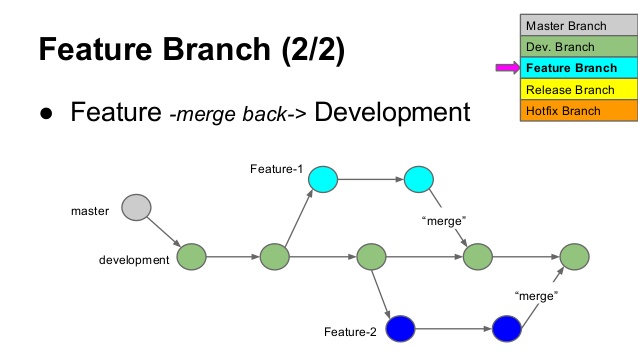 Master Branch
Feature Branch (2/2)
Dev. Branch
Feature Branch
Release Branch
Hotfix Branch
● Feature -merge back-> Development
Feature-1
master
“merge”
development
“merge”
Feature-2